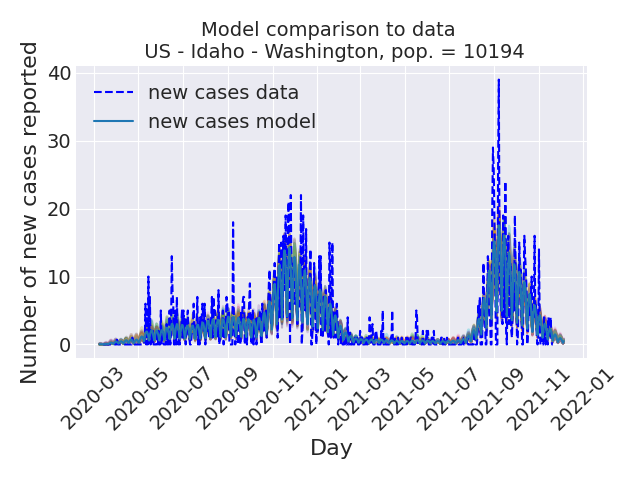 Model comparison to data
US - Idaho - Washington, pop. = 10194
Number of new cases reported
40
30
20
10
0
new cases data
new cases model
2020-03
2020-05
2020-07
2020-09
2020-11
2021-01
2021-03
2021-05
2021-07
2021-09
2021-11
2022-01
Day